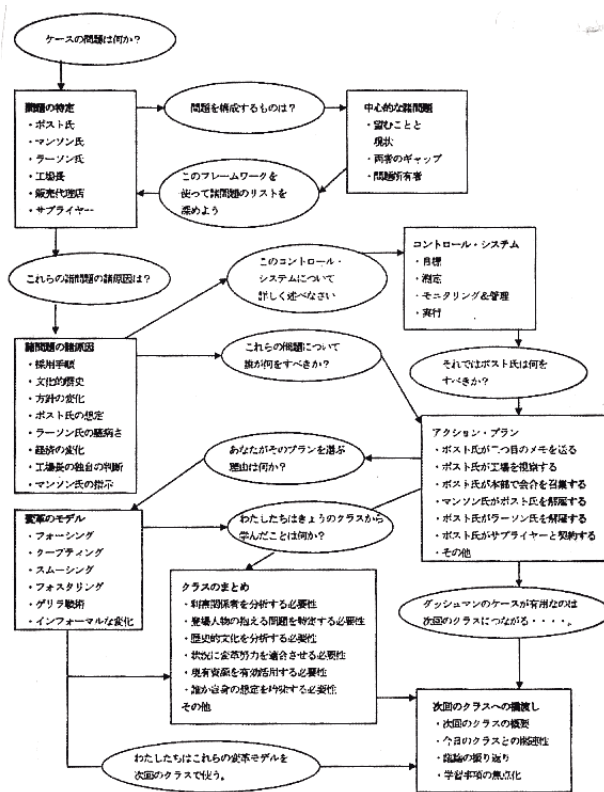 ケースの問題は何か？
問題の特定
・ポスト氏
・マンソン氏
・ラーソン氏
・工場長
・販売代理店
・サプライヤー
問題を構成するものは？
中心的な諸問題
・望むことと
現状
・両者のギャップ
・問題所有者
このフレームワークを
使って諸問題のリストを
深めよう
これらの諸問題の諸原因は？
このコントロール・
システムについて
詳しく述べなさい
コントロール・システム
・目標
・測定
・モニタリング&管理
・実行
諸問題の諸原因
・採用手順
・文化的歴史
・方針の変化
・ポスト氏の想定
・ラーソン氏の臆病さ
・経済の変化
・工場長の独自の判断
・マンソン氏の指示
これらの問題について
誰が何をすべきか？
それではポスト氏は何を
すべきか？
アクション・プラン
・ポスト氏が二つ目のメモを送る
・ポスト氏が工場を視察する
・ポスト氏が本部で会合を召集する
・マンソン氏がポスト氏を解雇する
・ポスト氏がラーソン氏を解雇する
・ポスト氏がサプライヤーと契約する
・その他
あなたがそのプランを選ぶ
理由は何か？
変革のモデル
・フォーシング
・クープティング
・スムーシング
・フォスタリング
・ゲリラ戦術
・インフォーマルな変化
わたしたちはきょうのクラスから
学んだことは何か？
クラスのまとめ
・利害関係者を分析する必要性
・登場人物の抱える問題を特定する必要性
・歴史的文化を分析する必要性
・状況に変革努力を適合させる必要性
・現有資源を有効活用する必要性
・誰か自身の想定を吟味する必要性
その他
ダッシュマンのケースが有用なのは
次回のクラスにつながる・・・・。
次回のクラスへの橋渡し
・次回のクラスの概要
・今日のクラスとの関連性
・議論の振り返り
・学習事項の焦点化
わたしたちはこれらの変革モデルを
次回のクラスで使う。